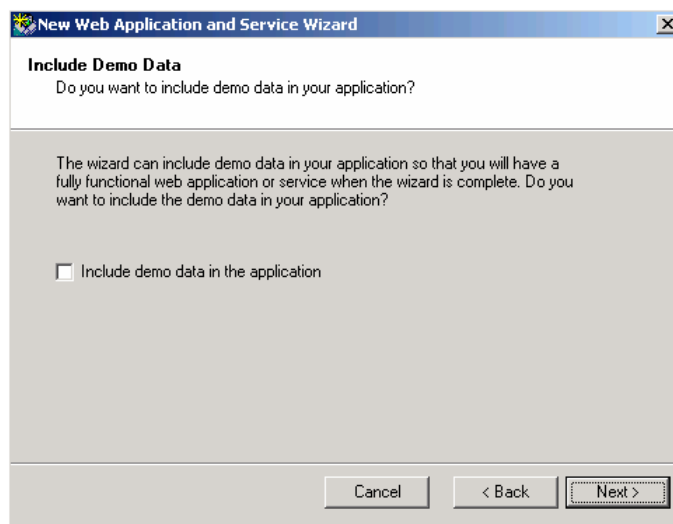 New Web Application and Service Wizard
Include Demo Data
Do you want to include demo data in your application?
The wizard can include demo data in your application so that you will have a
fully functional web application or service when the wizard is complete. Do you
want to include the demo data in your application?
Include demo data in the application
Cancel
< Back
Next >